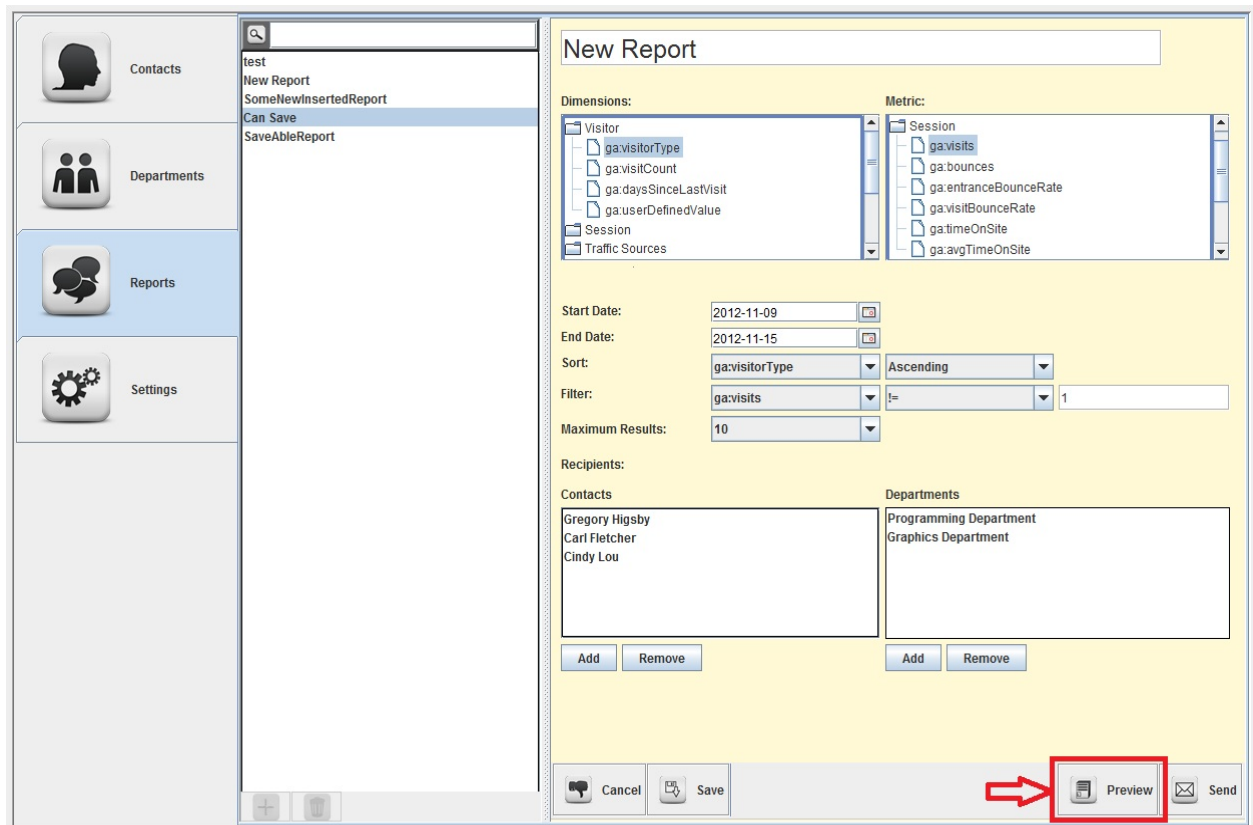 Contacts
Departments
Reports
Settings
test
New Report
SomeNewInsertedReport
Can Save
SaveAbleReport
New Report
Dimensions:
Visitor
ga:visitorType
ga:visitCount
ga:daysSinceLastVisit
ga:userDefinedValue
Session
Traffic Sources
Metric:
Session
ga:visits
ga:bounces
ga:entranceBounceRate
ga:visitBounceRate
ga:timeOnSite
ga:avgTimeOnSite
Start Date: 2012-11-09
End Date: 2012-11-15
Sort: ga:visitorType Ascending
Filter: ga:visits != 1
Maximum Results: 10
Recipients:
Contacts
Gregory Higsby
Carl Fletcher
Cindy Lou
Add Remove
Departments
Programming Department
Graphics Department
Add Remove
Cancel Save Preview Send